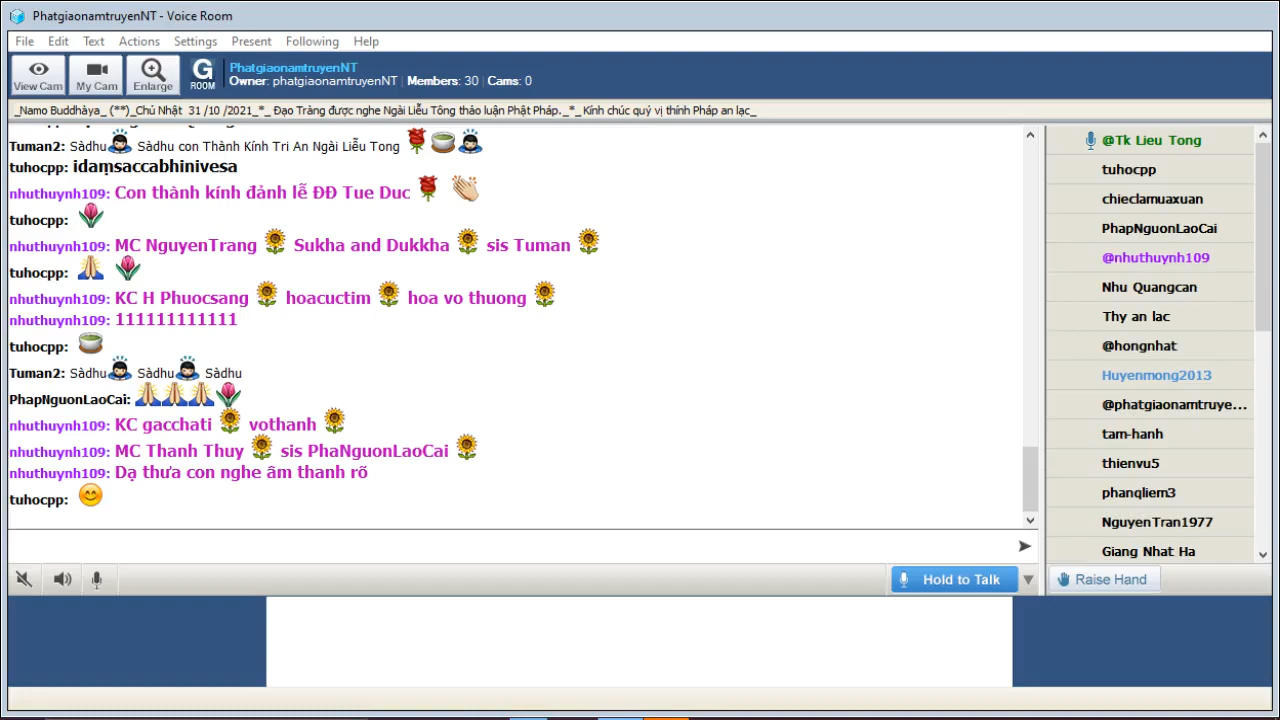 PhatgiaonamtruyenNT - Voice Room
File Edit Text Actions Settings Present Following Help
View Cam My Cam Enlarge G ROOM
PhatgiaonamtruyenNT
Owner: phatgiaonamtruyenNT Members: 30 Cams: 0
_Namo Buddhàya_ (**)_Chủ Nhật 31 /10 /2021_*_ Đạo Tràng được nghe Ngài Liễu Tông thảo luận Phật Pháp._*_Kính chúc quý vị thính Pháp an lạc_
Tuman2: Sàdhu Sàdhu con Thành Kính Tri An Ngài Liễu Tong
tuhocpp: idaṃsaccabhinivesa
nhuthuynh109: Con thành kính đảnh lễ ĐĐ Tue Duc
tuhocpp:
nhuthuynh109: MC NguyenTrang Sukha and Dukkha sis Tuman
tuhocpp:
nhuthuynh109: KC H Phuocsang hoacuctim hoa vo thuong
nhuthuynh109: 111111111111
tuhocpp:
Tuman2: Sàdhu Sàdhu Sàdhu
PhapNguonLaoCai:
nhuthuynh109: KC gacchati vothanh
nhuthuynh109: MC Thanh Thuy sis PhaNguonLaoCai
nhuthuynh109: Dạ thưa con nghe âm thanh rõ
tuhocpp:
@Tk Lieu Tong
tuhocpp
chieclamuaxuan
PhapNguonLaoCai
@nhuthuynh109
Nhu Quangcan
Thy an lac
@hongnhat
Huyenmong2013
@phatgiaonamtruye...
tam-hanh
thienvu5
phanqliem3
NguyenTran1977
Giang Nhat Ha
Hold to Talk
Raise Hand